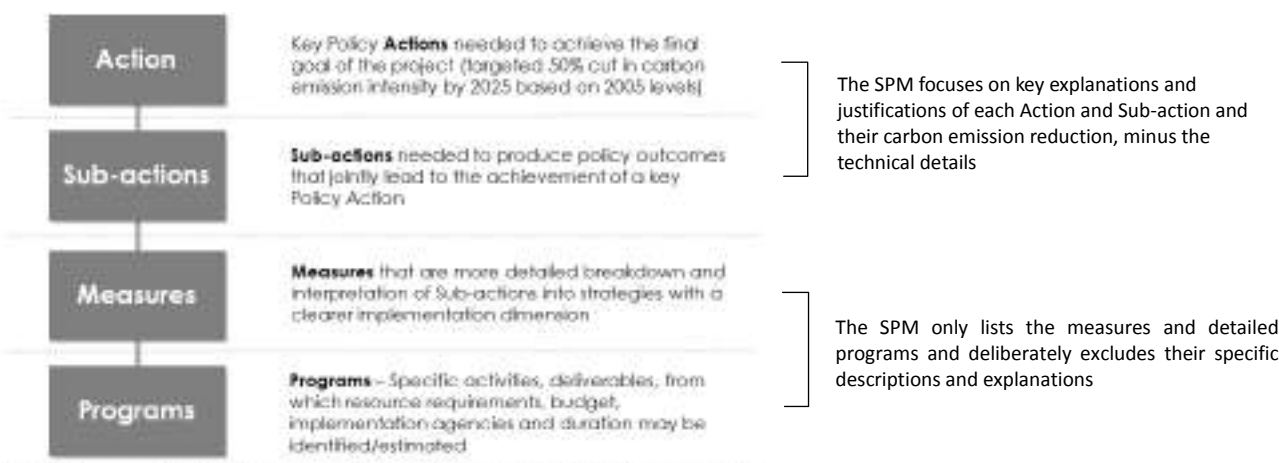 Action
Key Policy Actions needed to achieve the final
goal of the project (targeted 50% cut in carbon
emission intensity by 2025 based on 2005 levels(
The SPM focuses on key explanations and
justifications of each Action and Sub-action and
their carbon emission reduction, minus the
technical details
Sub-actions
Sub-actions needed to produce policy outcomes
that jointly lead to the achievement of a key
Policy Action
Measures
Measures that are more detailed breakdown and
interpretation of Sub-actions into strategies with a
clearer implementation dimension
The SPM only lists the measures and detailed
programs and deliberately excludes their specific
descriptions and explanations
Programs
Programs – Specific activities, deliverables, from
which resource requirements, budget,
implementation agencies and duration may be
identified/estimated